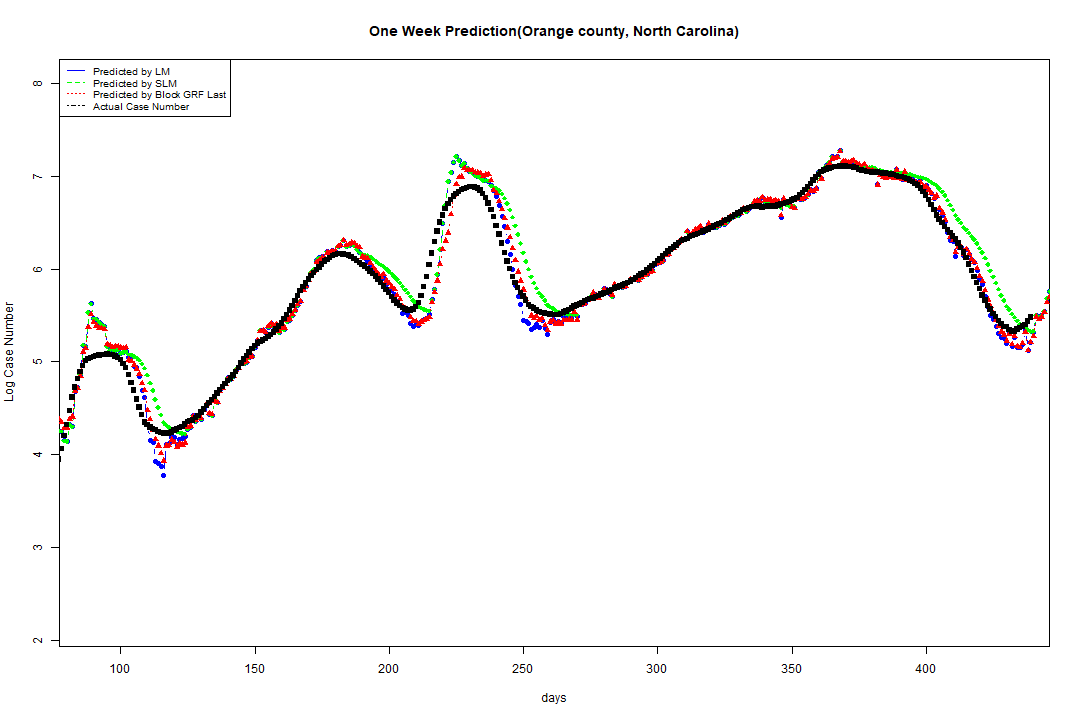 One Week Prediction(Orange county, North Carolina)
Predicted by LM
Predicted by SLM
Predicted by Block GRF Last
Actual Case Number
8
7
6
5
4
3
2
Log Case Number
100 150 200 250 300 350 400
days